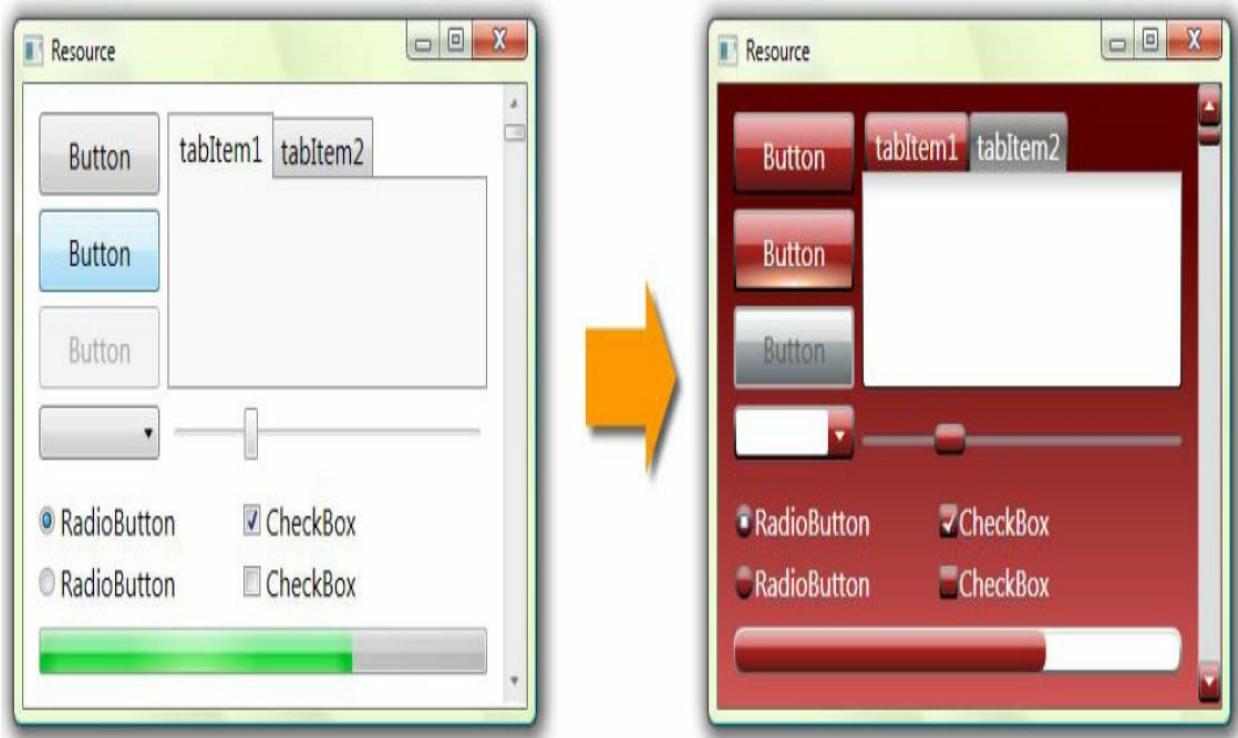 Resource
Button
tabItem1 tabItem2
Button
Button
RadioButton CheckBox
RadioButton CheckBox
Resource
Button
tabItem1 tabItem2
Button
Button
RadioButton CheckBox
RadioButton CheckBox